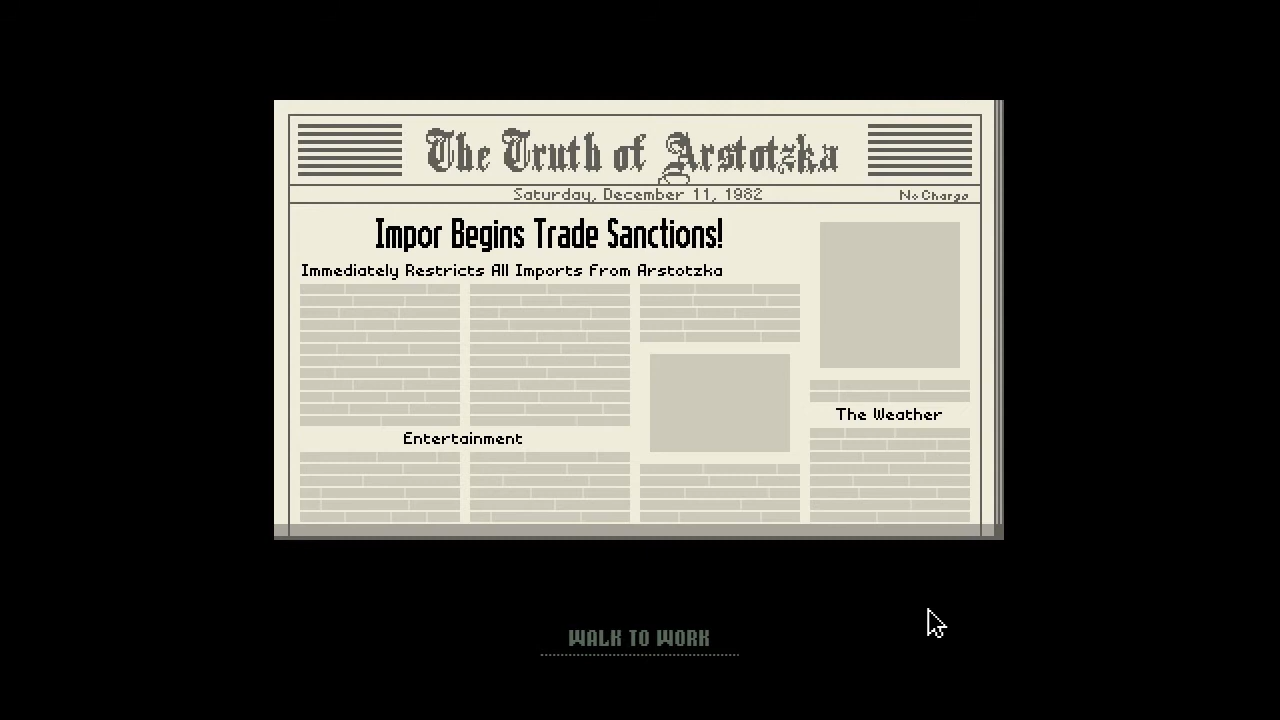 The Truth of Arstotzka
Saturday, December 11, 1982
No Charge
Impor Begins Trade Sanctions!
Immediately Restricts All Imports From Arstotzka
The Weather
Entertainment
WALK TO WORK